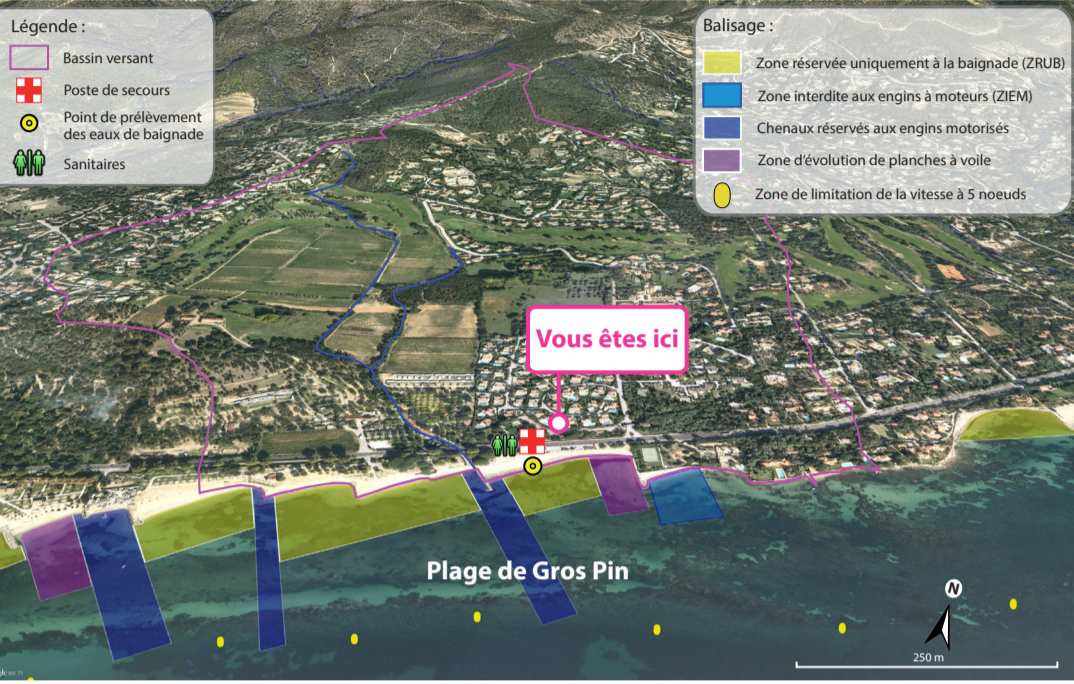 Légende :
Bassin versant
Poste de secours
Point de prélèvement
des eaux de baignade
Sanitaires
Balisage :
Zone réservée uniquement à la baignade (ZRUB)
Zone interdite aux engins à moteurs (ZIEM)
Chenaux réservés aux engins motorisés
Zone d'évolution de planches à voile
Zone de limitation de la vitesse à 5 noeuds
Vous êtes ici
Plage de Gros Pin
N
250 m